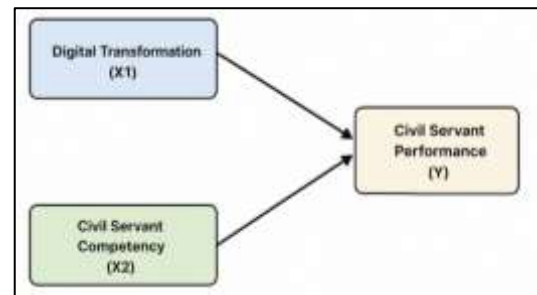 Digital Transformation
(X1)
Civil Servant
Performance
(Y)
Civil Servant
Competency
(X2)